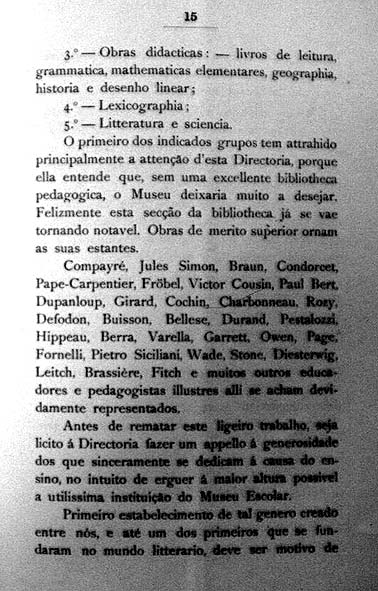 15
3.º — Obras didacticas: — livros de leitura,
grammatica, mathematicas elementares, geographia,
historia e desenho linear;
4.º — Lexicographia;
5.º — Litteratura e sciencia.
O primeiro dos indicados grupos tem attrahido
principalmente a attenção d'esta Directoria, porque
ella entende que, sem uma excellente bibliotheca
pedagogica, o Museu deixaria muito a desejar.
Felizmente esta secção da bibliotheca já se vae
tornando notavel. Obras de merito superior ornam
as suas estantes.
Compayré, Jules Simon, Braun, Condorcet,
Pape-Carpentier, Fröbel, Victor Cousin, Paul Bert,
Dupanloup, Girard, Cochin, Charbonneau, Rozy,
Defodon, Buisson, Bellese, Durand, Pestalozzi,
Hippeau, Berra, Varella, Garrett, Owen, Page,
Fornelli, Pietro Siciliani, Wade, Stone, Diesterwig,
Leitch, Brassière, Fitch e muitos outros educa-
dores e pedagogistas illustres alli se acham devi-
damente representados.
Antes de rematar este ligeiro trabalho, seja
licito á Directoria fazer um appello á generosidade
dos que sinceramente se dedicam á causa do en-
sino, no intuito de erguer á maior altura possivel
a utilissima instituição do Museu Escolar.
Primeiro estabelecimento de tal genero creado
entre nós, e até um dos primeiros que se fun-
daram no mundo litterario, deve ser motivo de